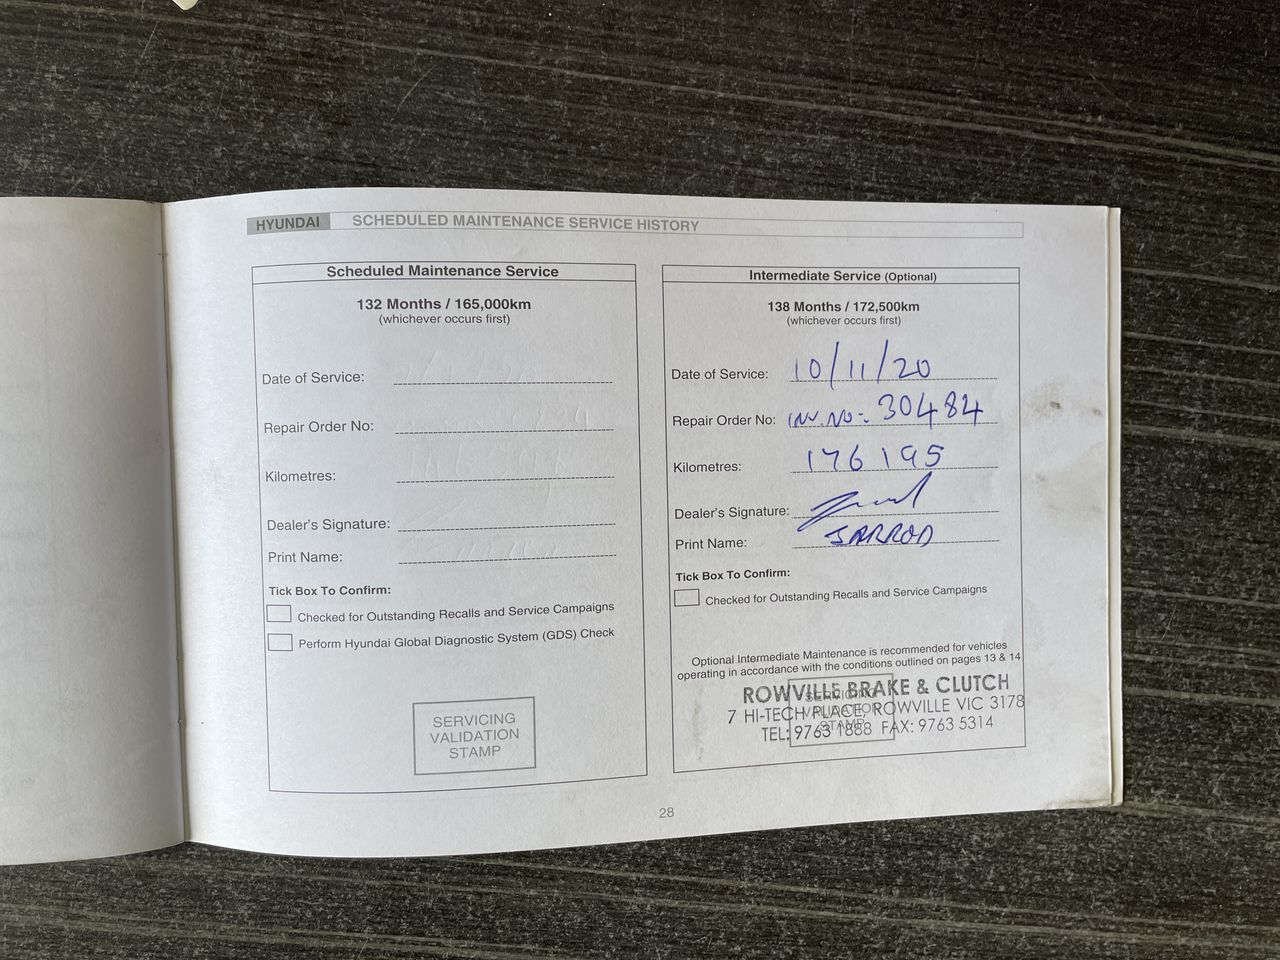 HYUNDAI SCHEDULED MAINTENANCE SERVICE HISTORY
Scheduled Maintenance Service
132 Months / 165,000km
(whichever occurs first)
Date of Service:
Repair Order No:
Kilometres:
Dealer's Signature:
Print Name:
Tick Box To Confirm:
Checked for Outstanding Recalls and Service Campaigns
Perform Hyundai Global Diagnostic System (GDS) Check
SERVICING
VALIDATION
STAMP
Intermediate Service (Optional)
138 Months / 172,500km
(whichever occurs first)
Date of Service: 10/11/20
Repair Order No: INV.NO-. 30484
Kilometres: 176195
Dealer's Signature:
Print Name: JARROD
Tick Box To Confirm:
Checked for Outstanding Recalls and Service Campaigns
Optional Intermediate Maintenance is recommended for vehicles
operating in accordance with the conditions outlined on pages 13 & 14
SERVICING
VALIDATION
STAMP
ROWVILLE BRAKE & CLUTCH
7 HI-TECH PLACE, ROWVILLE VIC 3178
TEL: 9763 1888 FAX: 9763 5314
28